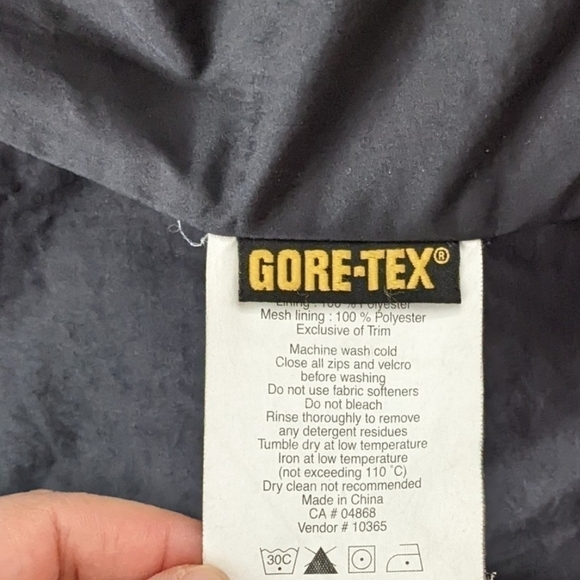 GORE-TEX®
Lining : 100 % Polyester
Mesh lining : 100 % Polyester
Exclusive of Trim
Machine wash cold
Close all zips and velcro
before washing
Do not use fabric softeners
Do not bleach
Rinse thoroughly to remove
any detergent residues
Tumble dry at low temperature
Iron at low temperature
(not exceeding 110 °C)
Dry clean not recommended
Made in China
CA # 04868
Vendor # 10365
30C